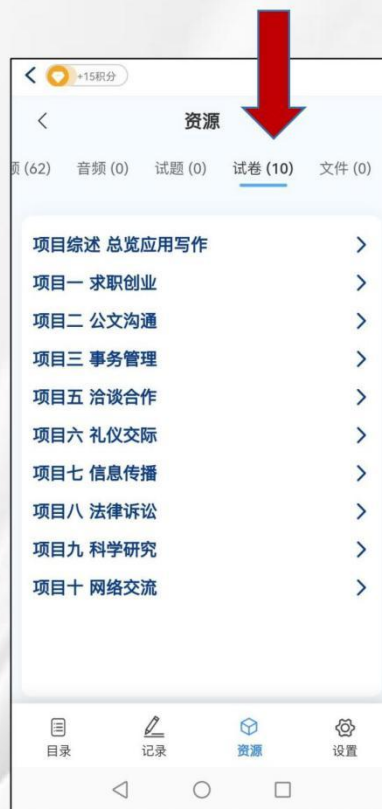 +15积分
资源
(62) 音频 (0) 试题 (0) 试卷 (10) 文件 (0)
项目综述 总览应用写作
项目一 求职创业
项目二 公文沟通
项目三 事务管理
项目五 洽谈合作
项目六 礼仪交际
项目七 信息传播
项目八 法律诉讼
项目九 科学研究
项目十 网络交流
目录 记录 资源 设置